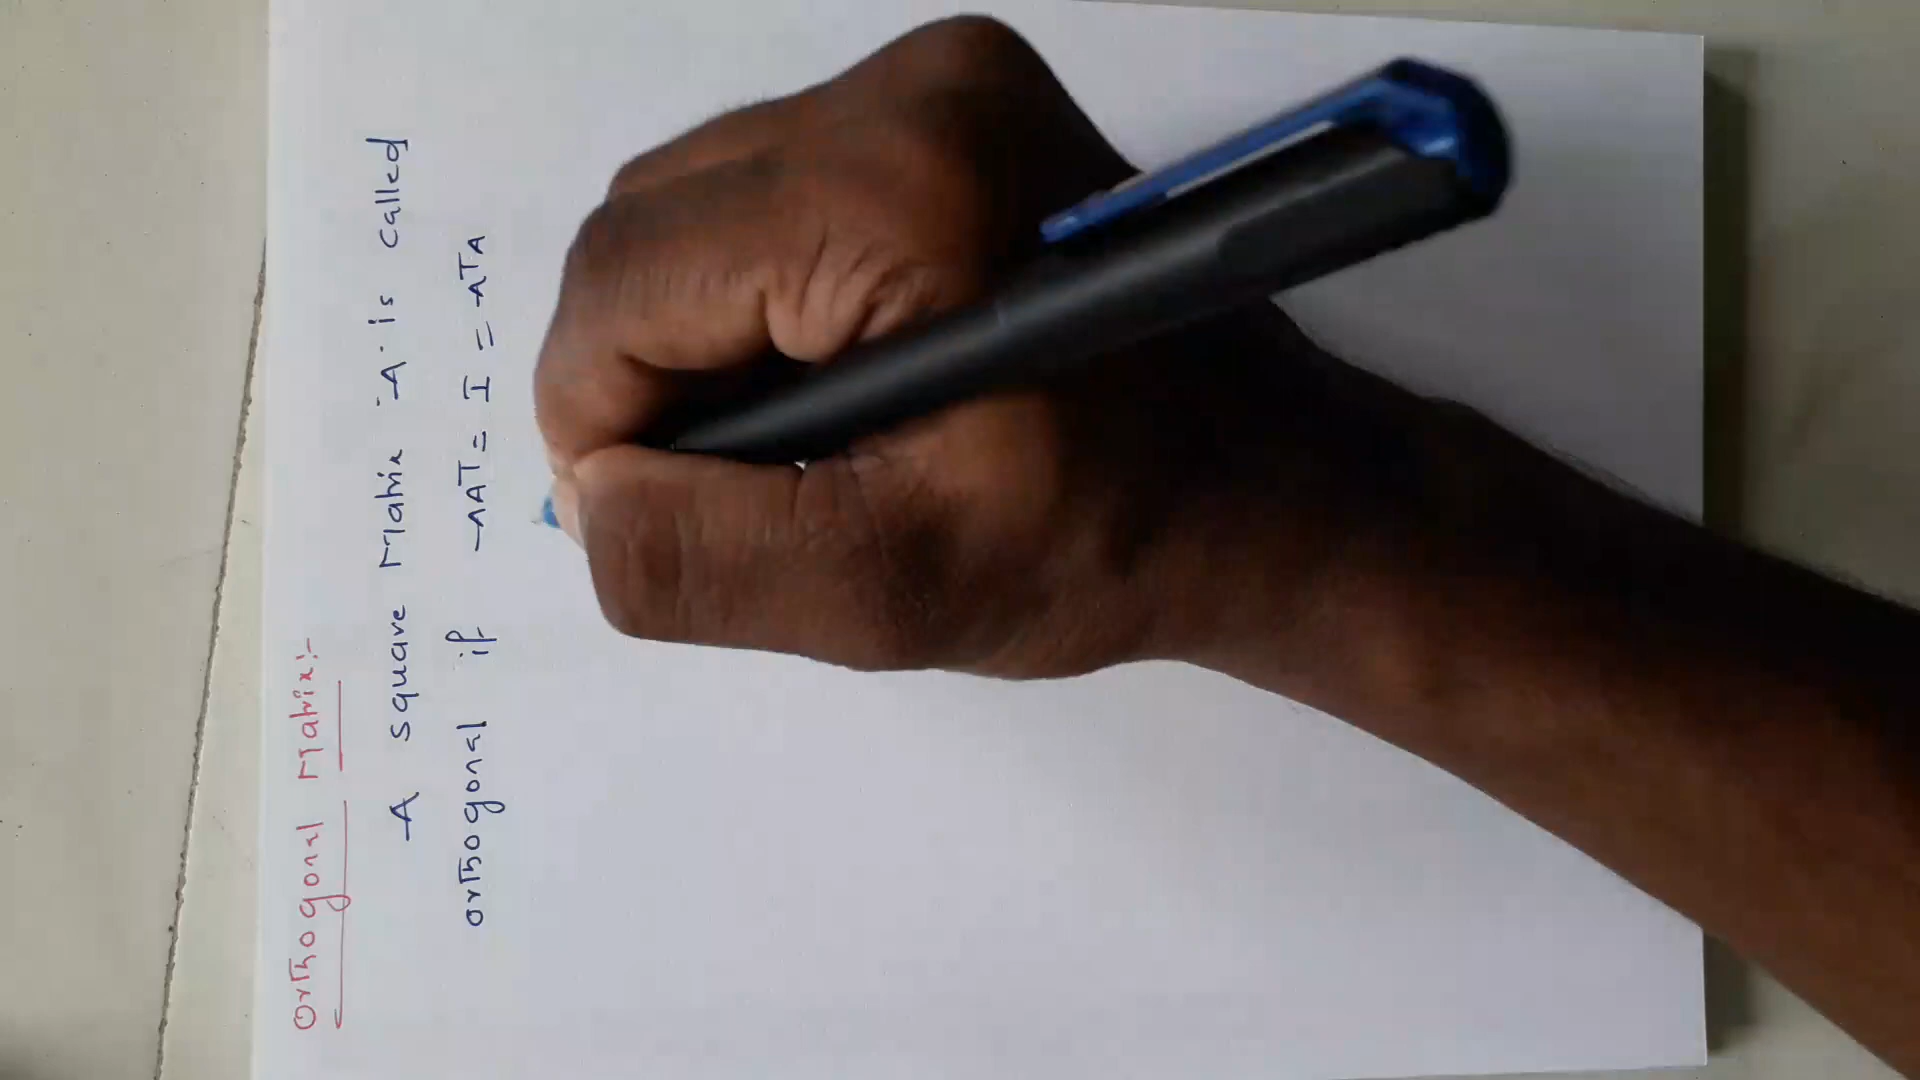 Orthogonal Matrix:-
A square Matrix 'A' is called
orthogonal if AAᵀ = I = AᵀA